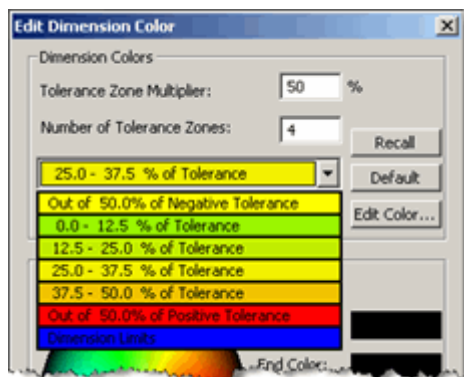 Edit Dimension Color
Dimension Colors
Tolerance Zone Multiplier: 50 %
Number of Tolerance Zones: 4
Recall
25.0 - 37.5 % of Tolerance
Default
Out of 50.0% of Negative Tolerance
Edit Color...
0.0 - 12.5 % of Tolerance
12.5 - 25.0 % of Tolerance
25.0 - 37.5 % of Tolerance
37.5 - 50.0 % of Tolerance
Out of 50.0% of Positive Tolerance
Dimension Limits
End Color: